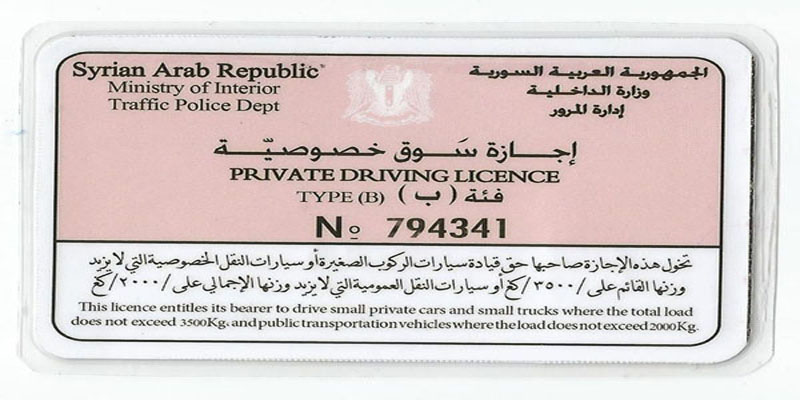 Syrian Arab Republic
Ministry of Interior
Traffic Police Dept
الجمهورية العربية السورية
وزارة الداخلية
إدارة المرور
اجازة سوق خصوصية
PRIVATE DRIVING LICENCE
TYPE (B) فئة (ب)
No 794341
تخول هذه الإجازة صاحبها حق قيادة سيارات الركوب الصغيرة أو سيارات النقل الخصوصية التي لا يزيد
وزنها القائم على /٣٥٠٠/ كغ أو سيارات النقل العمومية التي لا يزيد وزنها الإجمالي على /٢٠٠٠/ كغ
This licence entitles its bearer to drive small private cars and small trucks where the total load
does not exceed 3500Kg, and public transportation vehicles where the load does not exceed 2000Kg.